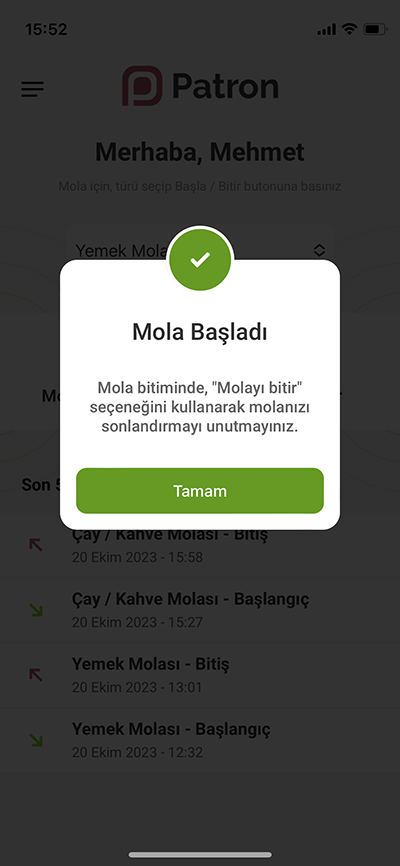 15:52
Patron
Merhaba, Mehmet
Mola için, türü seçip Başla / Bitir butonuna basınız
Yemek
Mola Başladı
Mola bitiminde, "Molayı bitir"
seçeneğini kullanarak molanızı
sonlandırmayı unutmayınız.
Tamam
Son
Çay / Kahve Molası - Bitiş
20 Ekim 2023 - 15:58
Çay / Kahve Molası - Başlangıç
20 Ekim 2023 - 15:27
Yemek Molası - Bitiş
20 Ekim 2023 - 13:01
Yemek Molası - Başlangıç
20 Ekim 2023 - 12:32